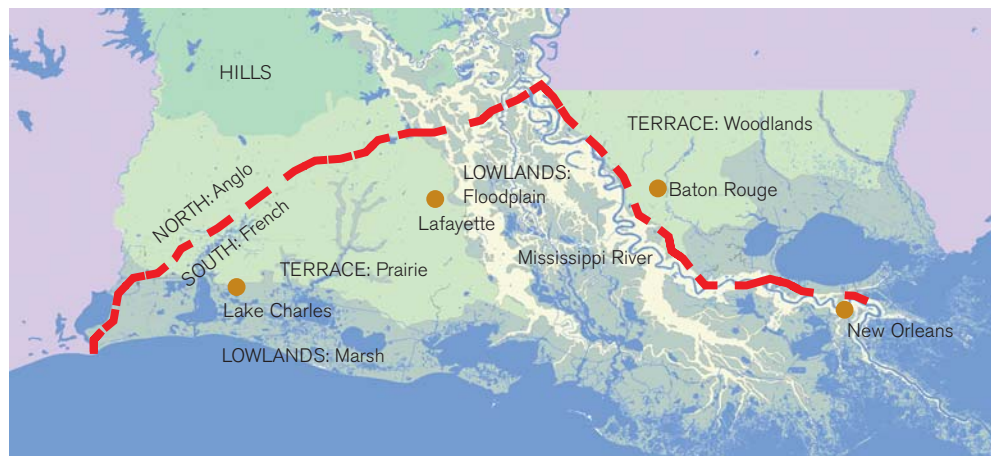 HILLS
TERRACE: Woodlands
LOWLANDS:
Floodplain
Baton Rouge
NORTH: Anglo
SOUTH: French
Lafayette
Mississippi River
TERRACE: Prairie
Lake Charles
New Orleans
LOWLANDS: Marsh